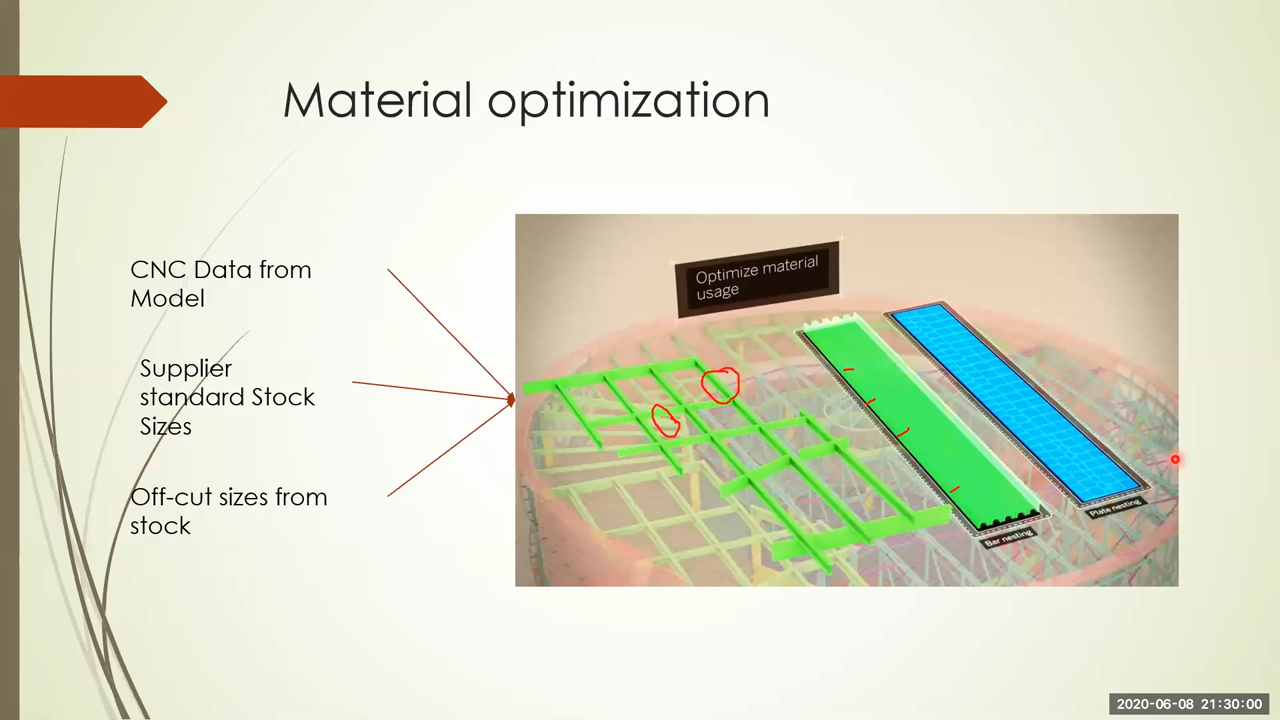 Material optimization
CNC Data from
Model
Supplier
standard Stock
Sizes
Off-cut sizes from
stock
Optimize material
usage
Plate nesting
Bar nesting
2020-06-08 21:30:00